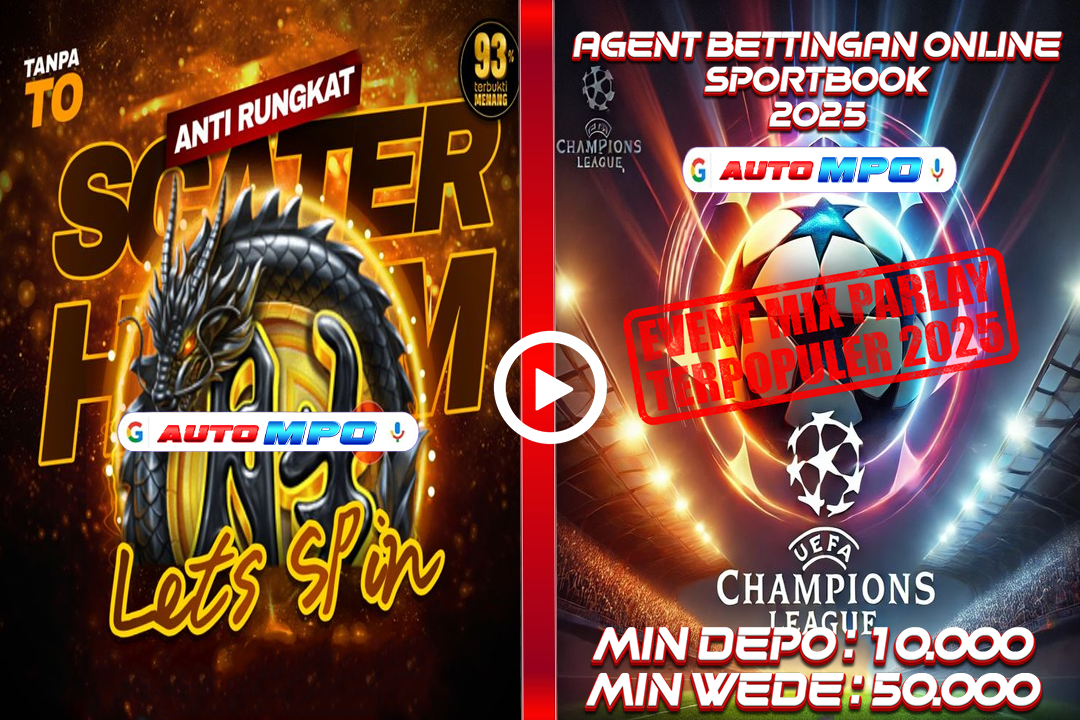 TANPA
TO
93%
terbukti
MENANG
ANTI RUNGKAT
SCATER
HITAM
AUTO MPO
Lets SPin
AGENT BETTINGAN ONLINE
SPORTBOOK
2025
CHAMPIONS
LEAGUE
AUTO MPO
EVENT MIX PARLAY
TERPOPULER 2025
UEFA
CHAMPIONS
LEAGUE
MIN DEPO : 10.000
MIN WEDE : 50.000